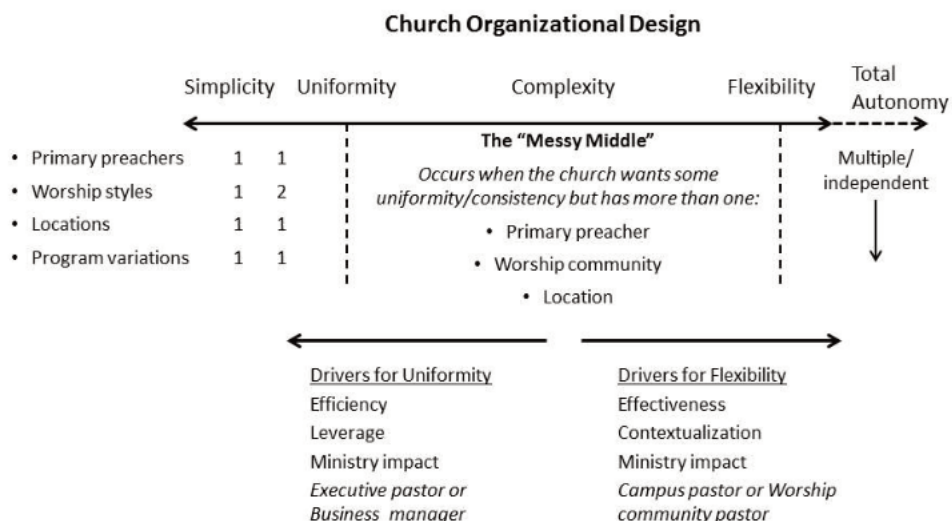 Church Organizational Design
Simplicity Uniformity Complexity Flexibility Total Autonomy
The “Messy Middle”
• Primary preachers 1 1
• Worship styles 1 2
• Locations 1 1
• Program variations 1 1
Occurs when the church wants some
uniformity/consistency but has more than one:
• Primary preacher
• Worship community
• Location
Multiple/
independent
Drivers for Uniformity
Efficiency
Leverage
Ministry impact
Executive pastor or
Business manager
Drivers for Flexibility
Effectiveness
Contextualization
Ministry impact
Campus pastor or Worship
community pastor